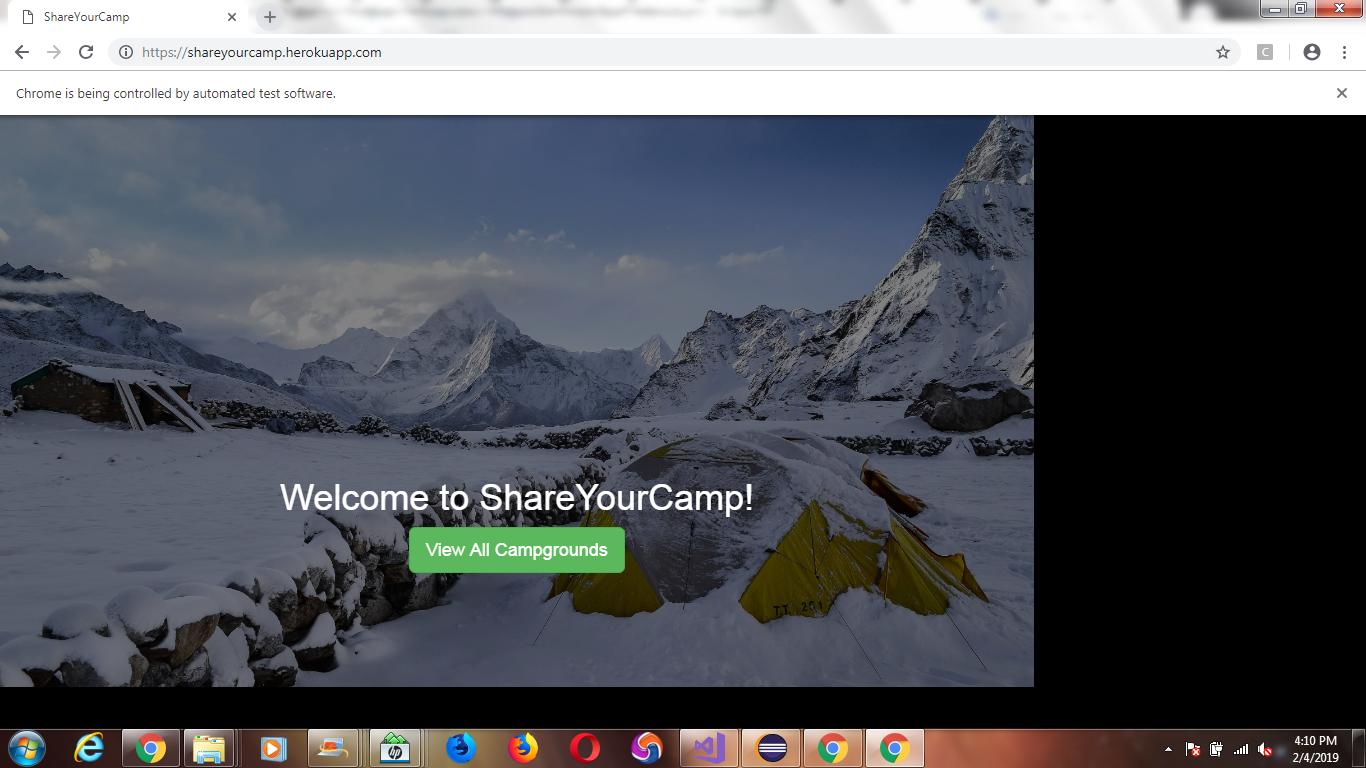 ShareYourCamp
https://shareyourcamp.herokuapp.com
C
Chrome is being controlled by automated test software.
Welcome to ShareYourCamp!
View All Campgrounds
hp
4:10 PM
2/4/2019